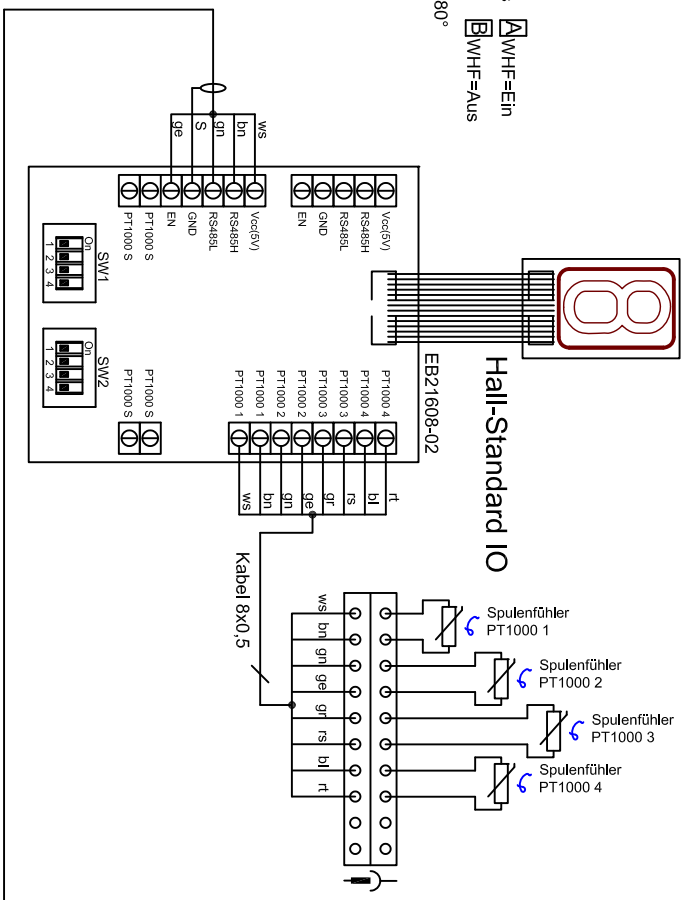 80°
A WHF=Ein
B WHF=Aus
Hall-Standard IO
EB21608-02
ws
bn
gn
S
ge
Vcc(5V)
RS485H
RS485L
GND
EN
PT1000 S
PT1000 S
Vcc(5V)
RS485H
RS485L
GND
EN
SW1
On
1 2 3 4
SW2
On
1 2 3 4
PT1000 S
PT1000 S
PT1000 4
PT1000 4
PT1000 3
PT1000 3
PT1000 2
PT1000 2
PT1000 1
PT1000 1
rt
bl
rs
gr
ge
gn
bn
ws
Kabel 8x0,5
ws
bn
gn
ge
gr
rs
bl
rt
Spulenfühler
PT1000 1
Spulenfühler
PT1000 2
Spulenfühler
PT1000 3
Spulenfühler
PT1000 4